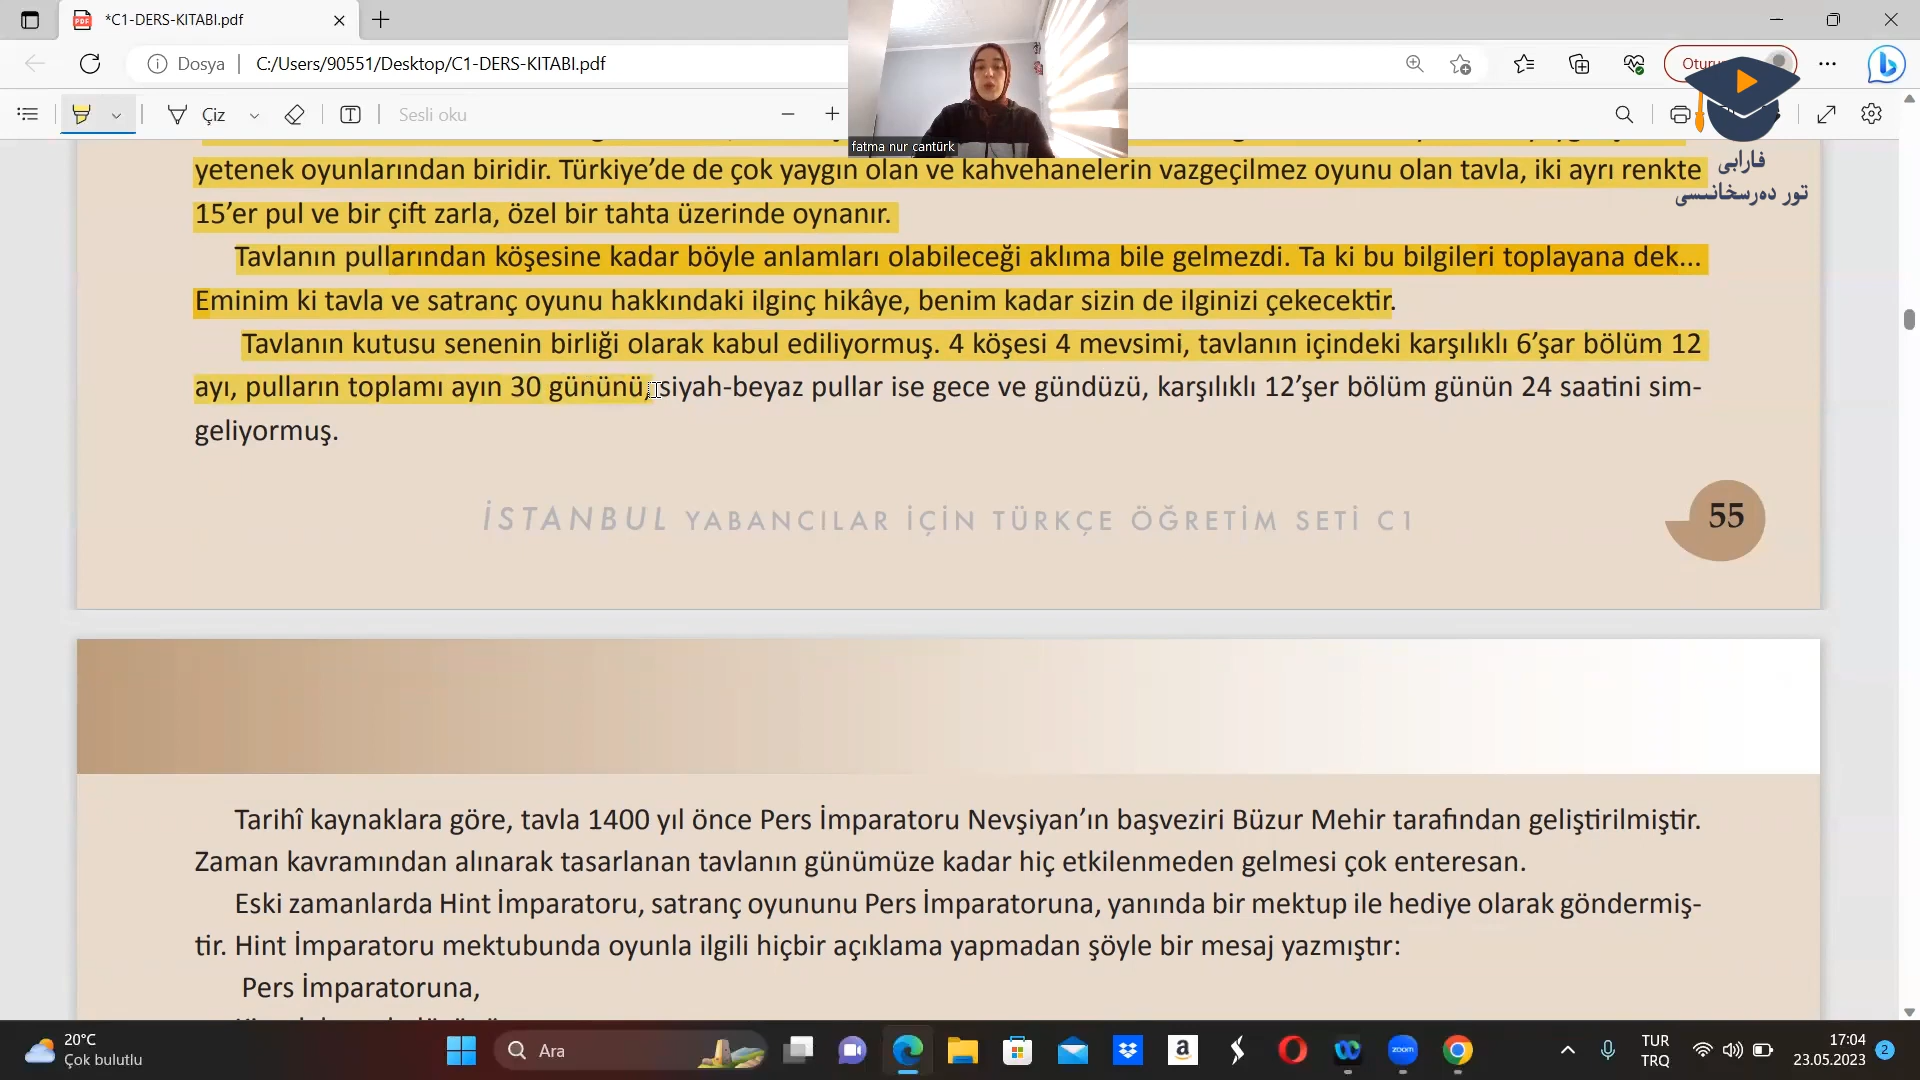 *C1-DERS-KITABI.pdf
Dosya
C:/Users/90551/Desktop/C1-DERS-KITABI.pdf
Çiz
Sesli oku
fatma nur cantürk
فارابى
تور دەرسخانىسى
yetenek oyunlarından biridir. Türkiye’de de çok yaygın olan ve kahvehanelerin vazgeçilmez oyunu olan tavla, iki ayrı renkte
15’er pul ve bir çift zarla, özel bir tahta üzerinde oynanır.
Tavlanın pullarından köşesine kadar böyle anlamları olabileceği aklıma bile gelmezdi. Ta ki bu bilgileri toplayana dek...
Eminim ki tavla ve satranç oyunu hakkındaki ilginç hikâye, benim kadar sizin de ilginizi çekecektir.
Tavlanın kutusu senenin birliği olarak kabul ediliyormuş. 4 köşesi 4 mevsimi, tavlanın içindeki karşılıklı 6’şar bölüm 12
ayı, pulların toplamı ayın 30 gününü, siyah-beyaz pullar ise gece ve gündüzü, karşılıklı 12’şer bölüm günün 24 saatini sim-
geliyormuş.
İSTANBUL YABANCILAR İÇİN TÜRKÇE ÖĞRETİM SETİ C1
55
Tarihî kaynaklara göre, tavla 1400 yıl önce Pers İmparatoru Nevşiyan’ın başveziri Büzur Mehir tarafından geliştirilmiştir.
Zaman kavramından alınarak tasarlanan tavlanın günümüze kadar hiç etkilenmeden gelmesi çok enteresan.
Eski zamanlarda Hint İmparatoru, satranç oyununu Pers İmparatoruna, yanında bir mektup ile hediye olarak göndermiş-
tir. Hint İmparatoru mektubunda oyunla ilgili hiçbir açıklama yapmadan şöyle bir mesaj yazmıştır:
Pers İmparatoruna,
20°C
Çok bulutlu
Ara
zoom
TUR
TRQ
17:04
23.05.2023
2